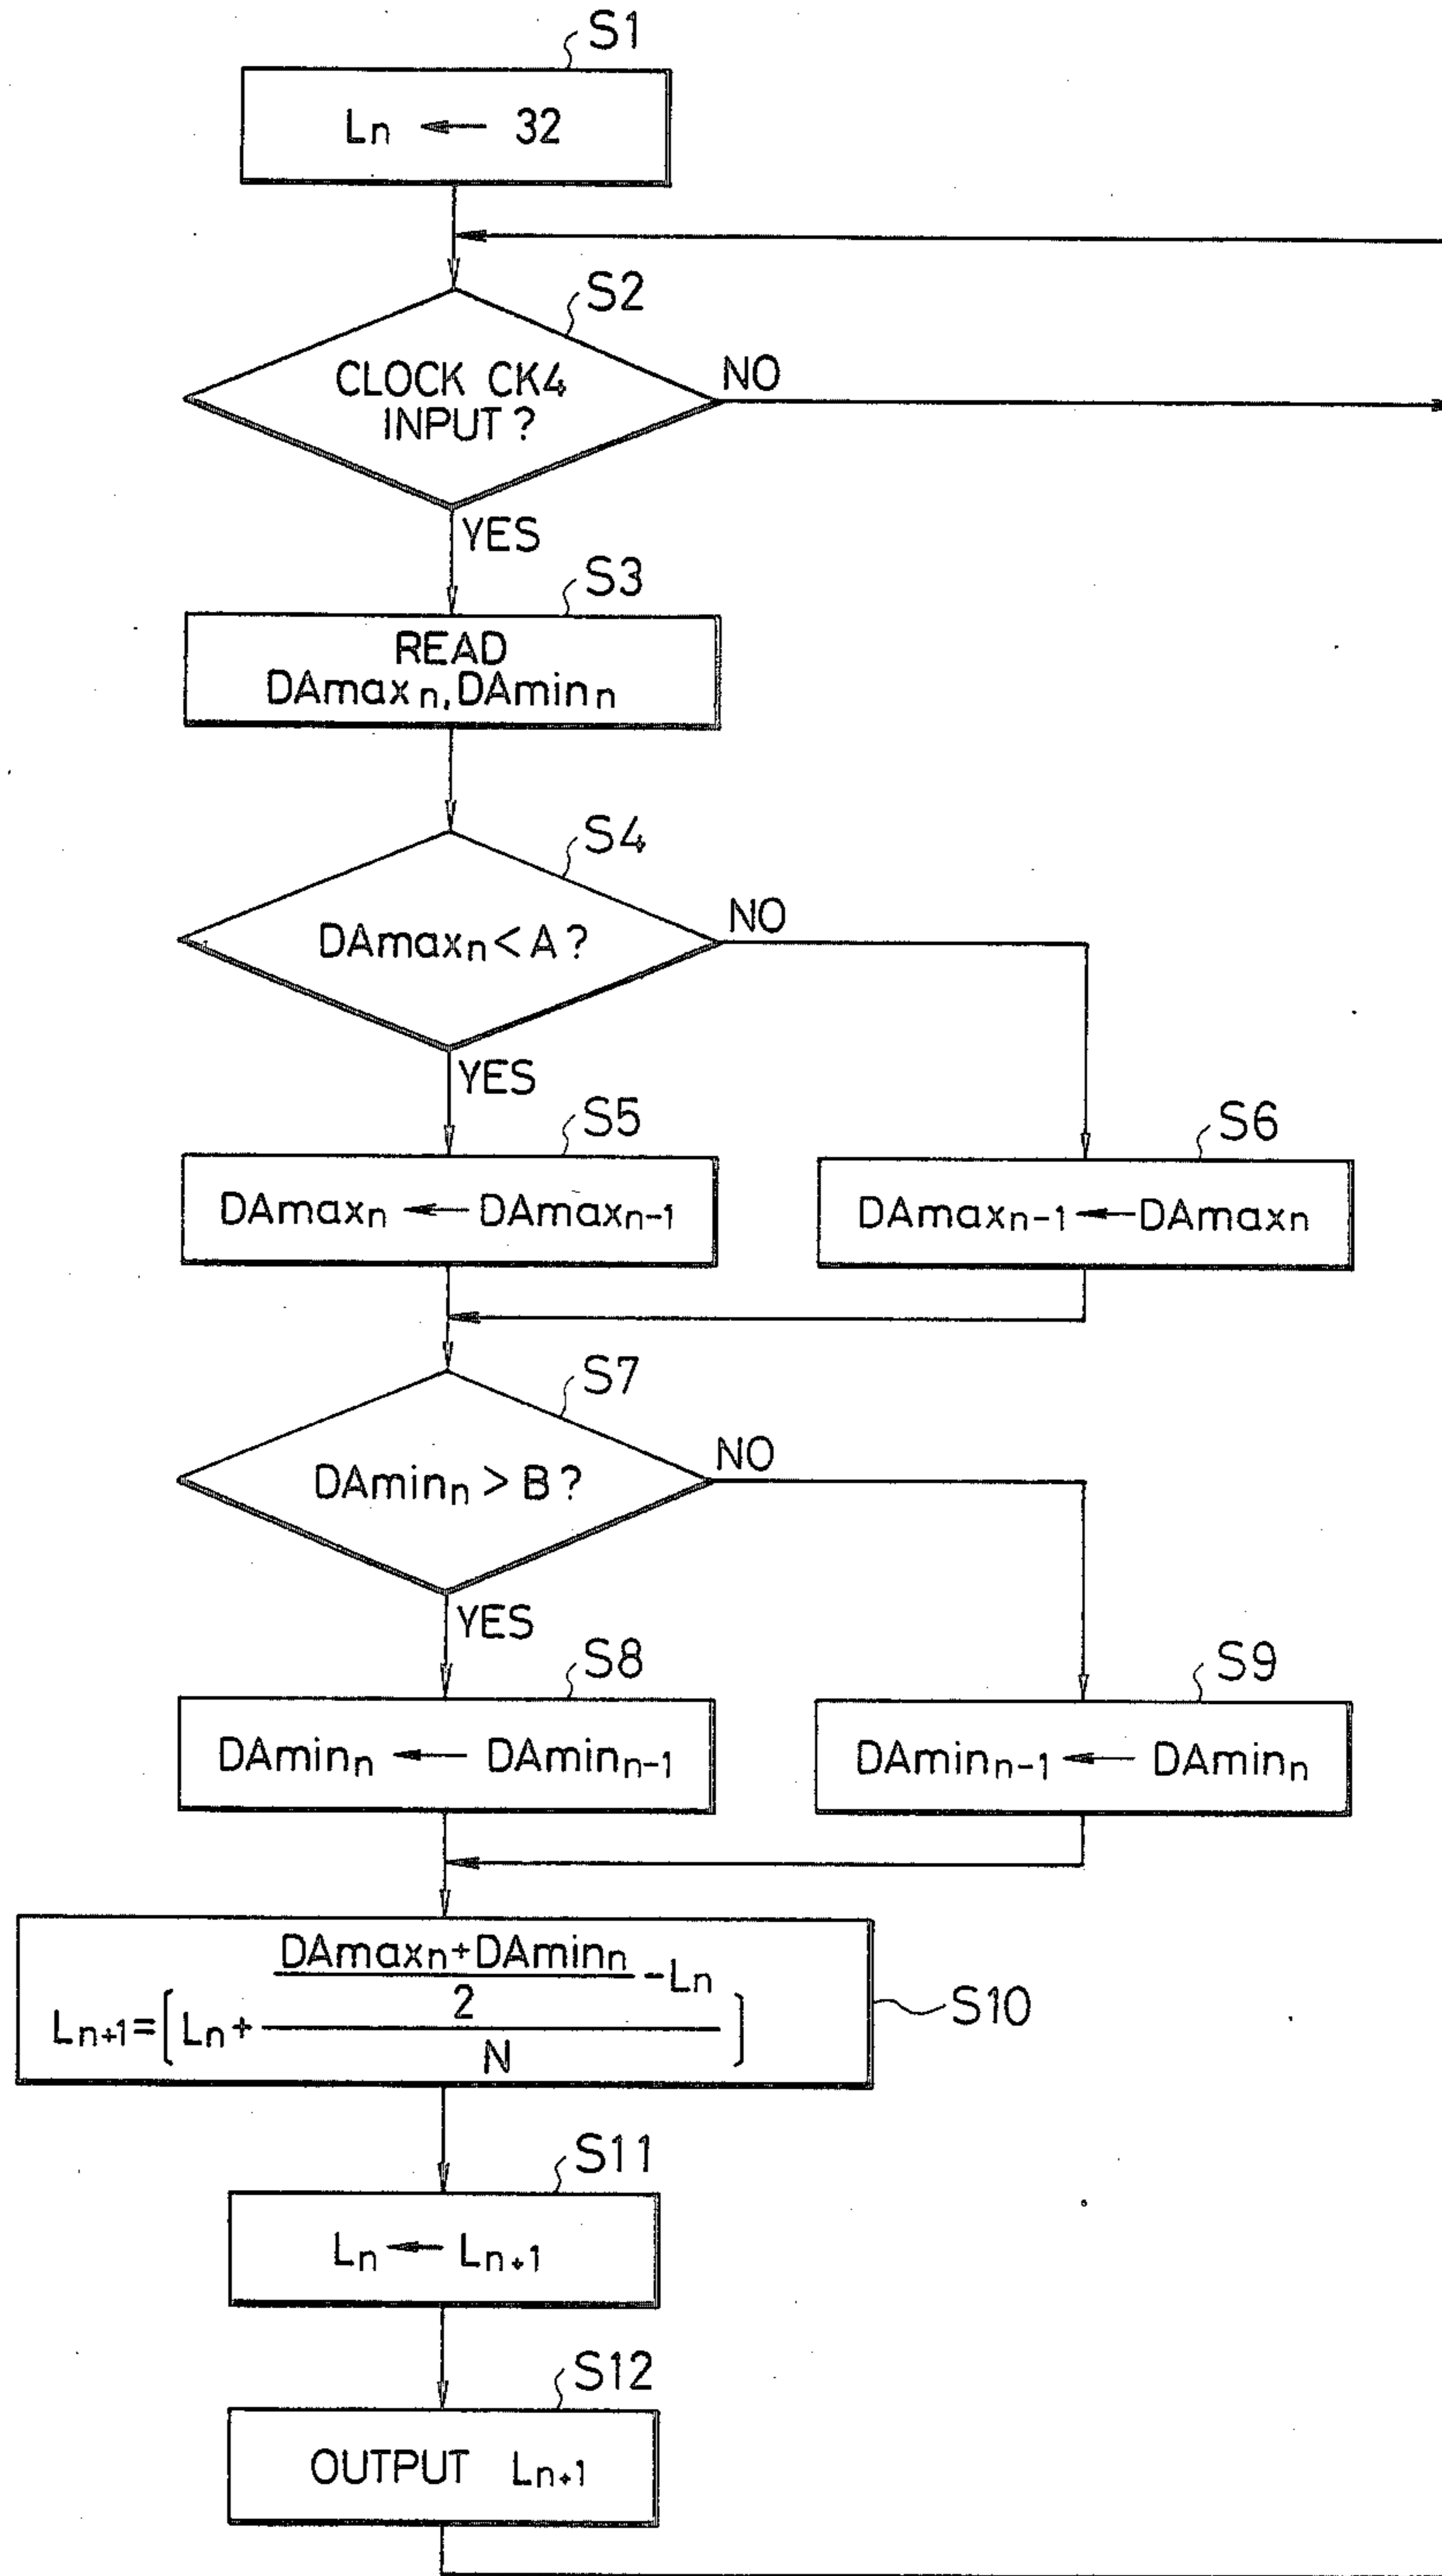 S1
Ln ← 32
S2
CLOCK CK4
INPUT?
NO
YES
S3
READ
DAmaxn, DAminn
S4
DAmaxn < A?
NO
YES
S5
DAmaxn ← DAmaxn-1
S6
DAmaxn-1 ← DAmaxn
S7
DAminn > B?
NO
YES
S8
DAminn ← DAminn-1
S9
DAminn-1 ← DAminn
DAmaxn+DAminn
-Ln
2
Ln+1=[Ln+ ]
N
S10
S11
Ln ← Ln+1
S12
OUTPUT Ln+1